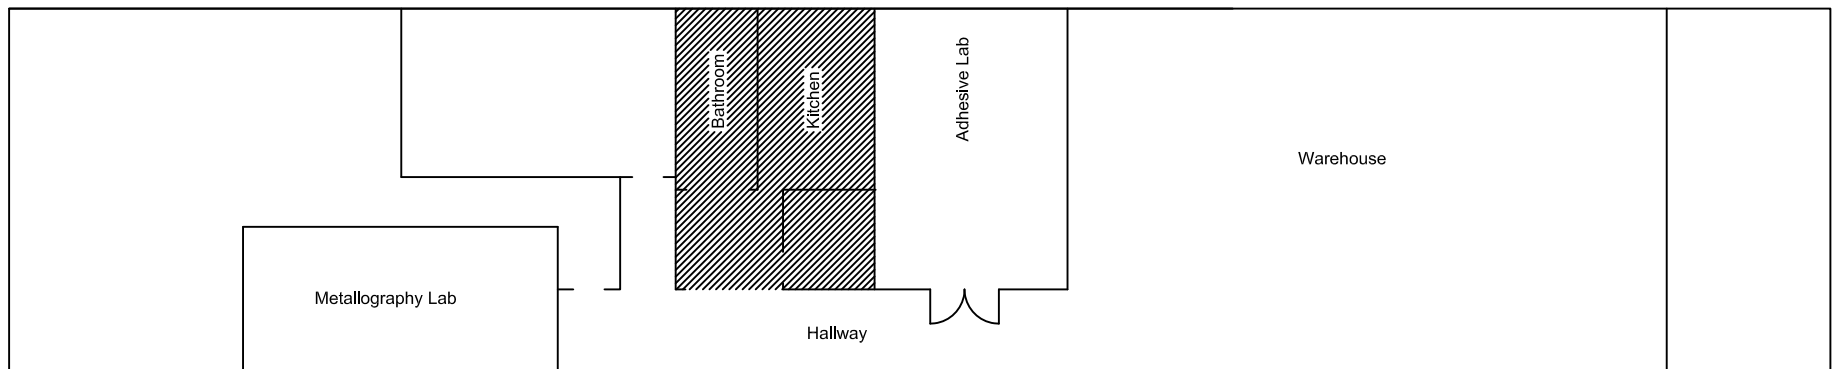 Bathroom
Kitchen
Adhesive Lab
Warehouse
Metallography Lab
Hallway